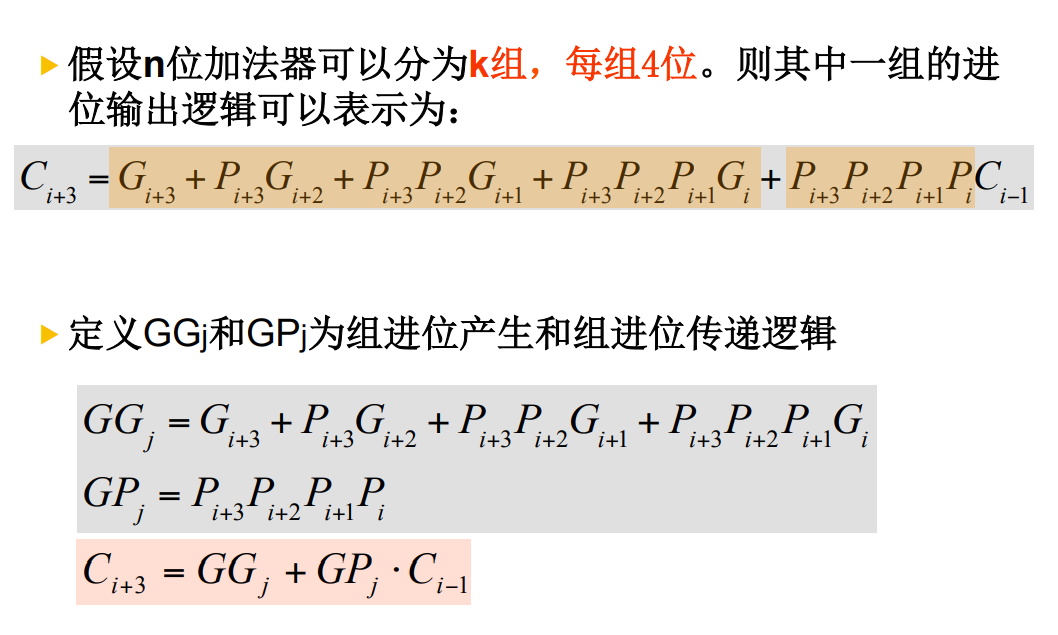 假设n位加法器可以分为k组，每组4位。则其中一组的进
位输出逻辑可以表示为：
C_{i+3} = G_{i+3} + P_{i+3}G_{i+2} + P_{i+3}P_{i+2}G_{i+1} + P_{i+3}P_{i+2}P_{i+1}G_i + P_{i+3}P_{i+2}P_{i+1}P_iC_{i-1}
定义GGj和GPj为组进位产生和组进位传递逻辑
GG_j = G_{i+3} + P_{i+3}G_{i+2} + P_{i+3}P_{i+2}G_{i+1} + P_{i+3}P_{i+2}P_{i+1}G_i
GP_j = P_{i+3}P_{i+2}P_{i+1}P_i
C_{i+3} = GG_j + GP_j · C_{i-1}